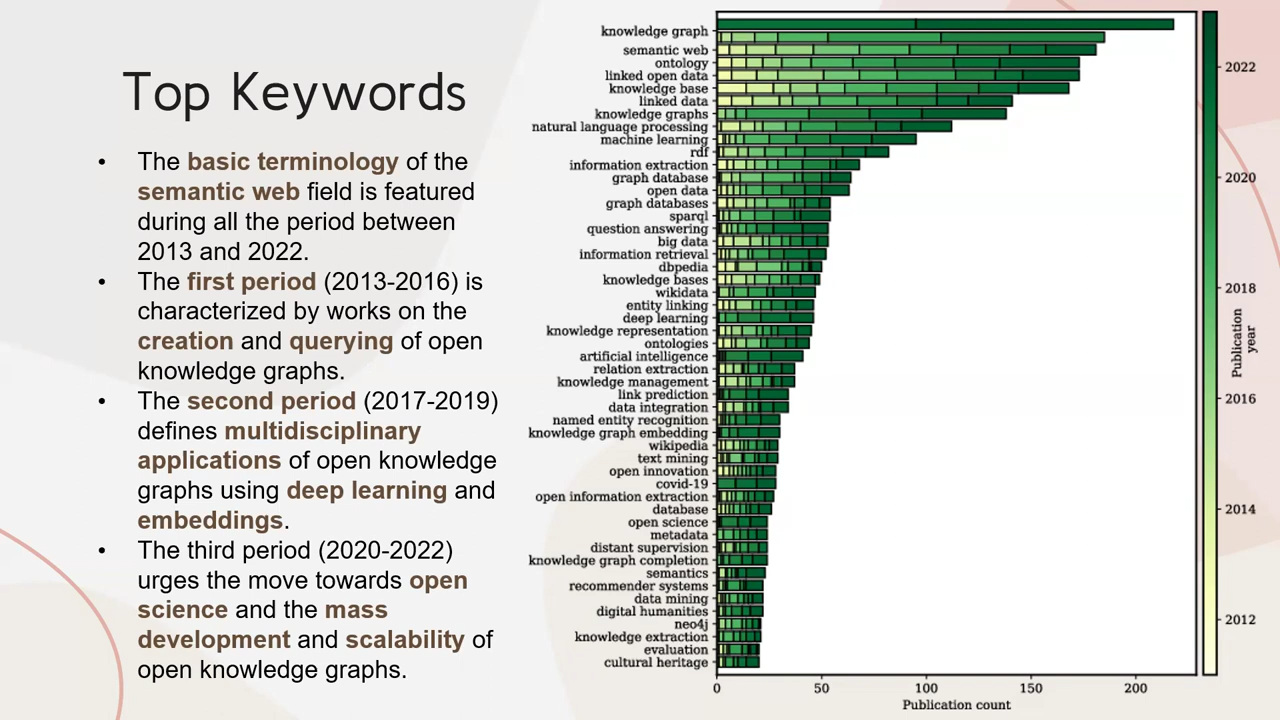 Top Keywords
• The basic terminology of the
semantic web field is featured
during all the period between
2013 and 2022.
• The first period (2013-2016) is
characterized by works on the
creation and querying of open
knowledge graphs.
• The second period (2017-2019)
defines multidisciplinary
applications of open knowledge
graphs using deep learning and
embeddings.
• The third period (2020-2022)
urges the move towards open
science and the mass
development and scalability of
open knowledge graphs.
knowledge graph
semantic web
ontology
linked open data
knowledge base
linked data
knowledge graphs
natural language processing
machine learning
rdf
information extraction
graph database
open data
graph databases
sparql
question answering
big data
information retrieval
dbpedia
knowledge bases
wikidata
entity linking
deep learning
knowledge representation
ontologies
artificial intelligence
relation extraction
knowledge management
link prediction
data integration
named entity recognition
knowledge graph embedding
wikipedia
text mining
open innovation
covid-19
open information extraction
database
open science
metadata
distant supervision
knowledge graph completion
semantics
recommender systems
data mining
digital humanities
neo4j
knowledge extraction
evaluation
cultural heritage
0 50 100 150 200
Publication count
2022
2020
2018
2016
2014
2012
Publication
year